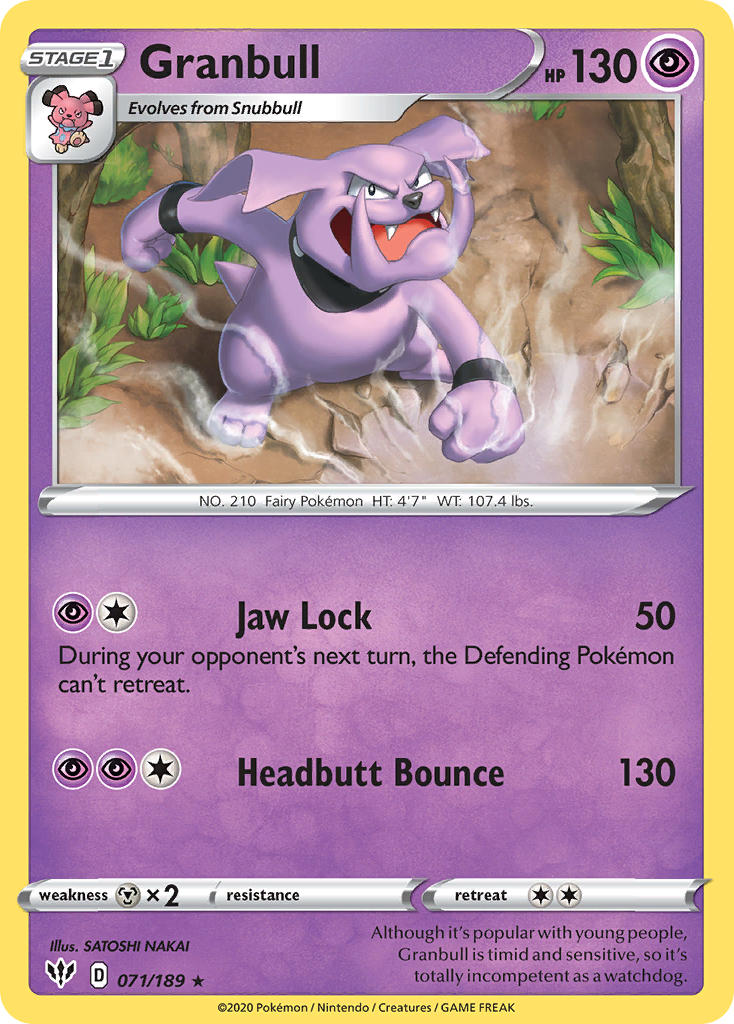 STAGE 1
Granbull
HP 130
Evolves from Snubbull
NO. 210 Fairy Pokémon HT: 4'7" WT: 107.4 lbs.
Jaw Lock 50
During your opponent's next turn, the Defending Pokémon
can't retreat.
Headbutt Bounce 130
weakness ×2 resistance retreat
Illus. SATOSHI NAKAI
Although it's popular with young people,
Granbull is timid and sensitive, so it's
totally incompetent as a watchdog.
D 071/189 ★
©2020 Pokémon / Nintendo / Creatures / GAME FREAK